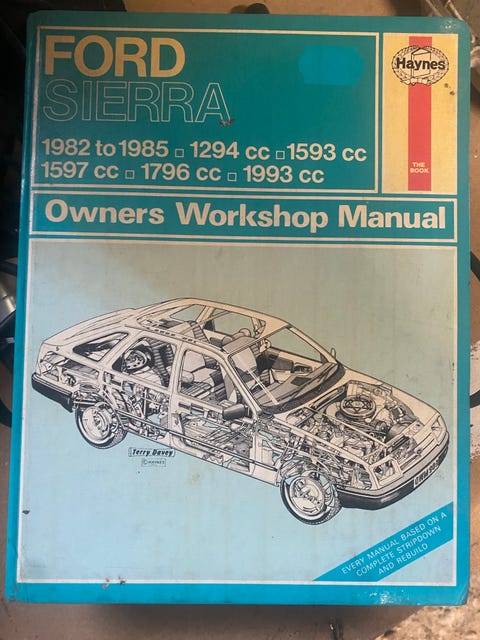 FORD
SIERRA
Haynes
THE
BOOK
1982 to 1985 □ 1294 cc □ 1593 cc
1597 cc □ 1796 cc □ 1993 cc
Owners Workshop Manual
Terry Davey
© HAYNES
EVERY MANUAL BASED ON A
COMPLETE STRIPDOWN
AND REBUILD